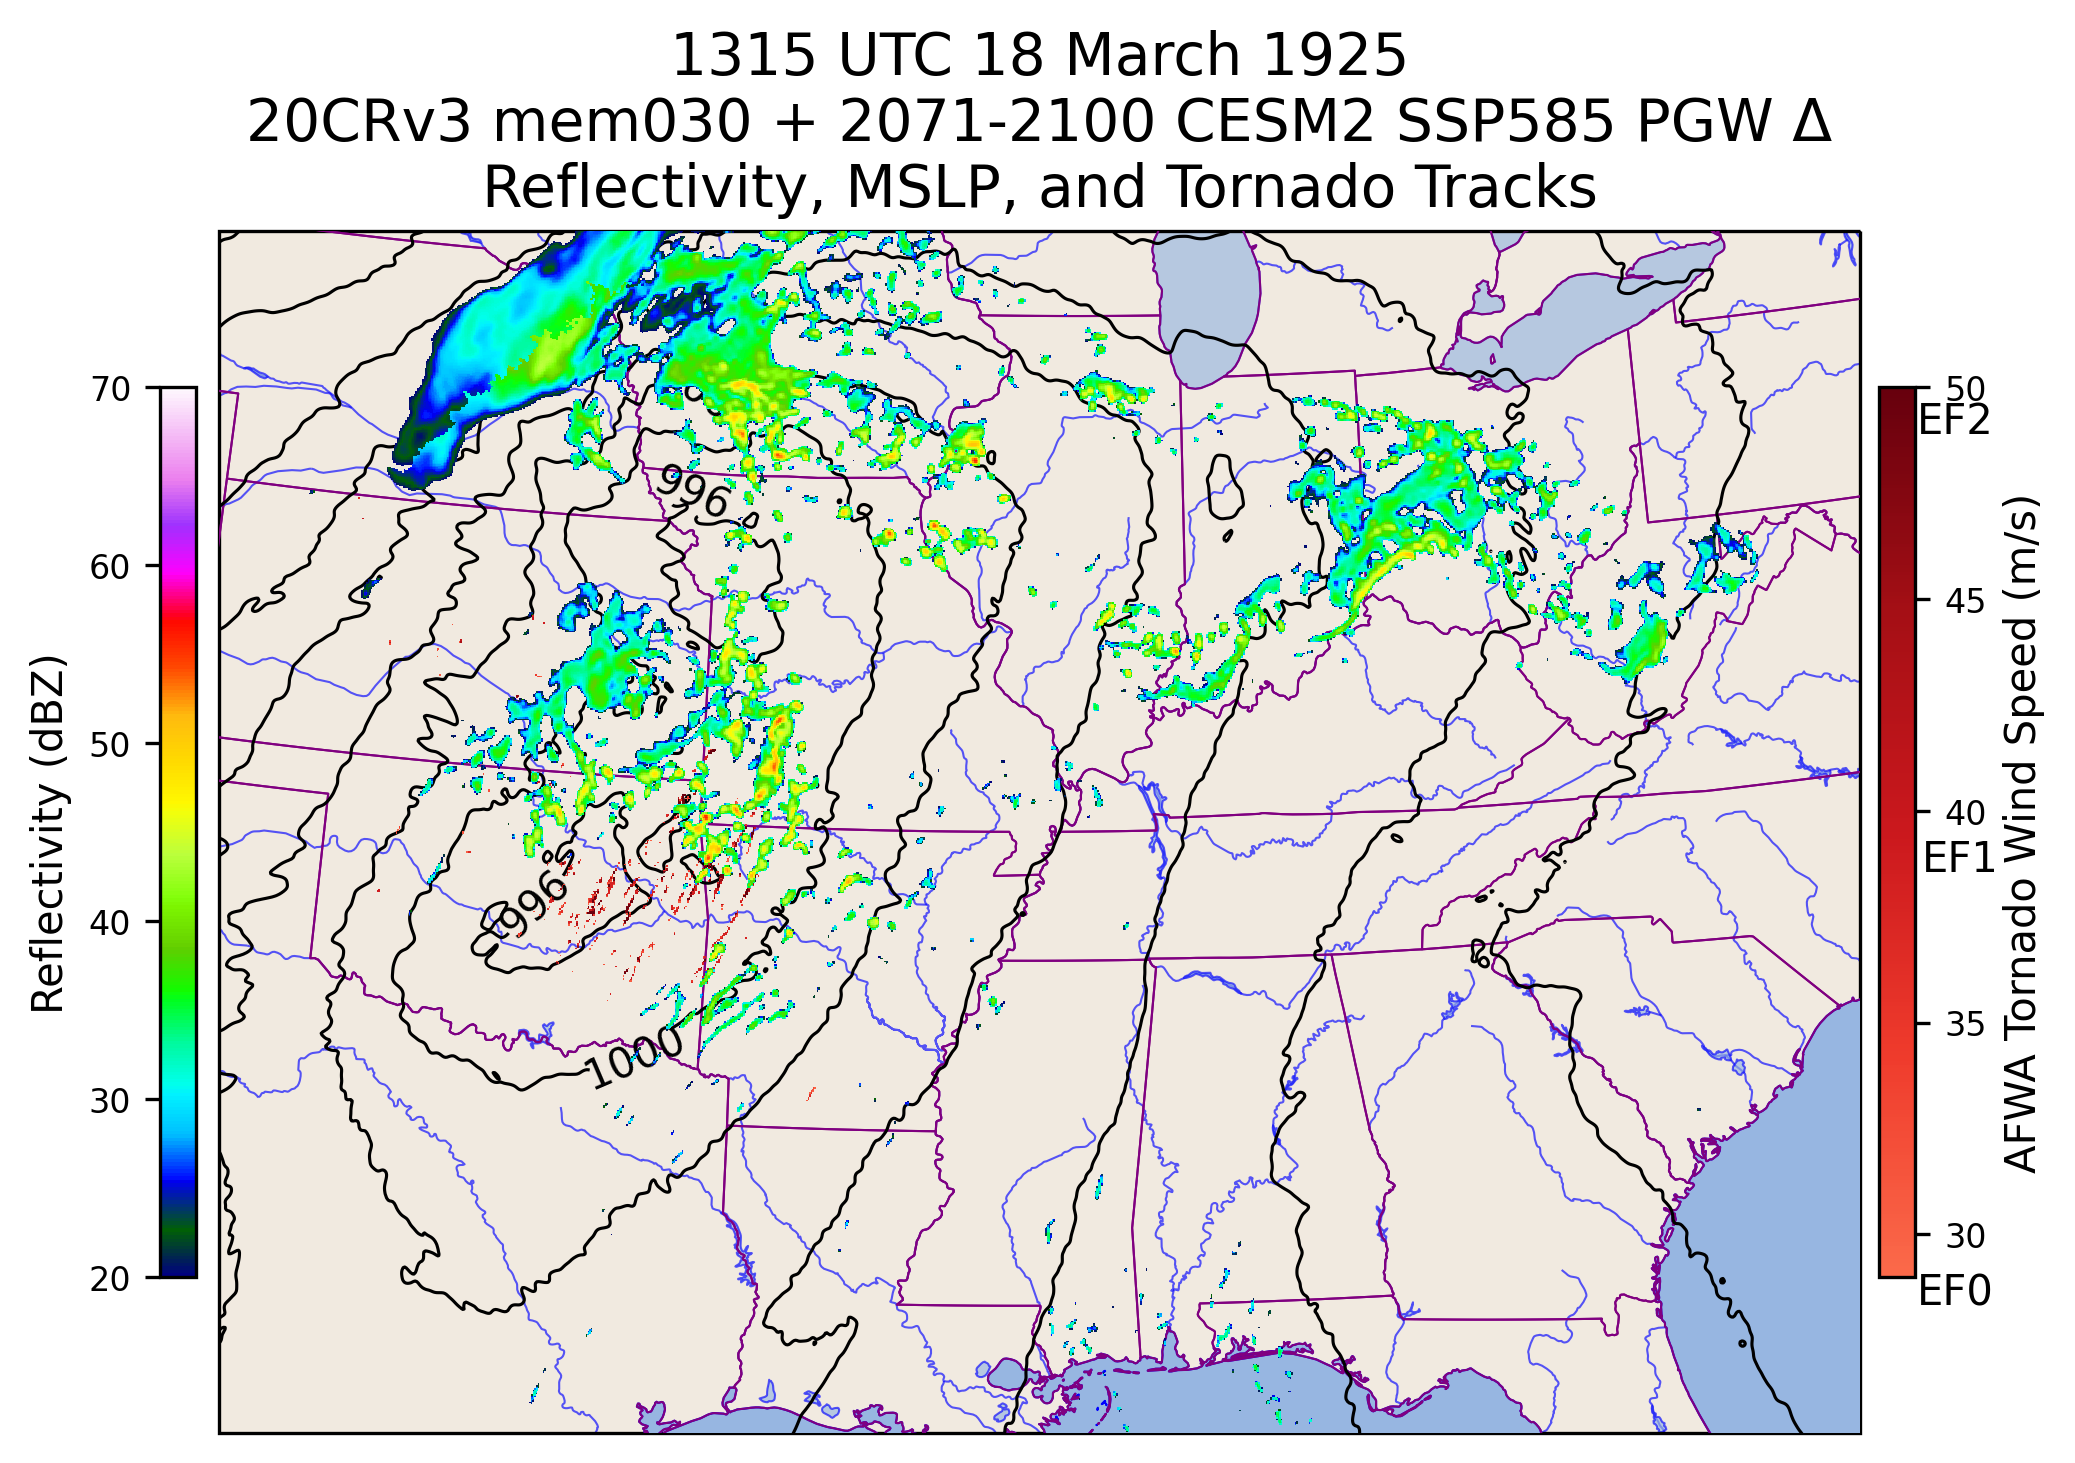 1315 UTC 18 March 1925
20CRv3 mem030 + 2071-2100 CESM2 SSP585 PGW Δ
Reflectivity, MSLP, and Tornado Tracks
70
60
50
40
30
20
Reflectivity (dBZ)
996
996
1000
50
EF2
45
40
EF1
35
30
EF0
AFWA Tornado Wind Speed (m/s)